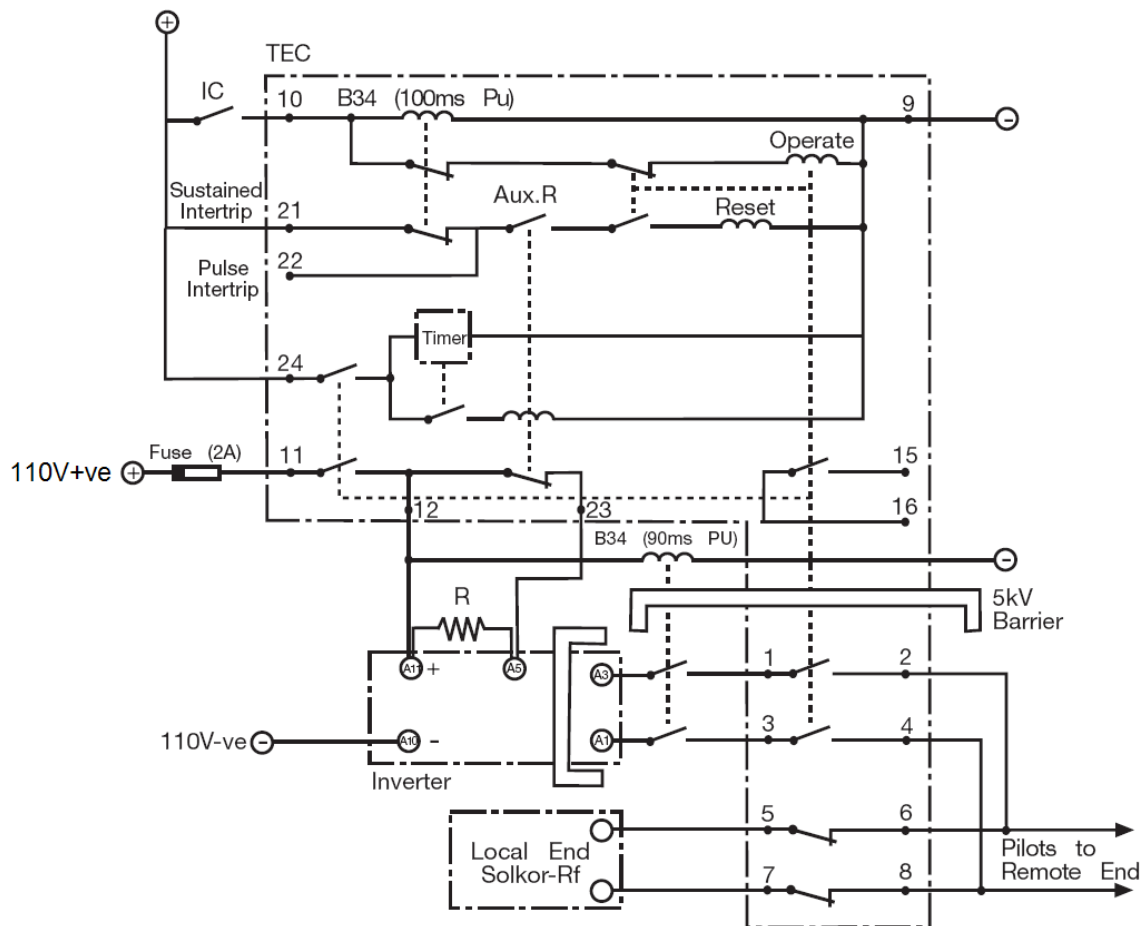 +
TEC
IC
10
B34 (100ms Pu)
9
-
Operate
Sustained
Intertrip
21
Aux.R
Reset
22
Pulse
Intertrip
Timer
24
Fuse (2A)
110V+ve +
11
15
12
23
16
B34 (90ms PU)
-
5kV
Barrier
R
A11 +
A5
A3
1
2
110V-ve -
A10 -
A1
3
4
Inverter
5
6
Local End
Solkor-Rf
Pilots to
Remote End
7
8